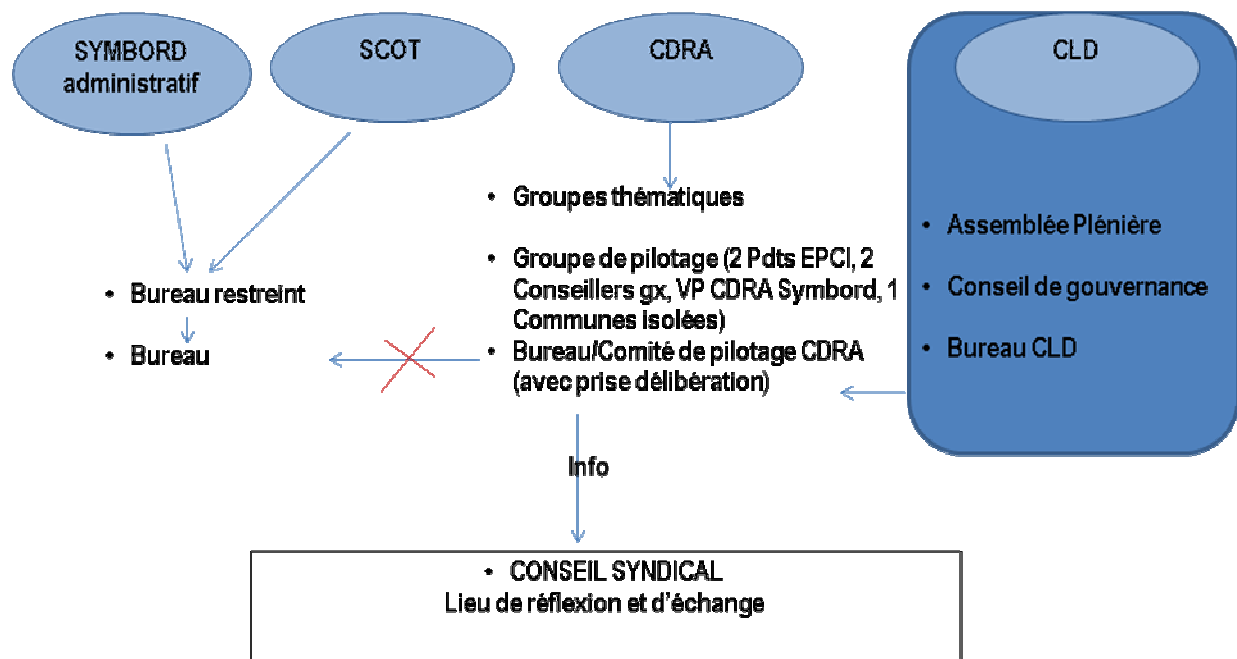 SYMBORD
administratif
SCOT
CDRA
CLD
• Bureau restreint
• Bureau
• Groupes thématiques
• Groupe de pilotage (2 Pdts EPCI, 2
Conseillers gx, VP CDRA Symbord, 1
Communes isolées)
• Bureau/Comité de pilotage CDRA
(avec prise délibération)
• Assemblée Plénière
• Conseil de gouvernance
• Bureau CLD
Info
• CONSEIL SYNDICAL
Lieu de réflexion et d'échange